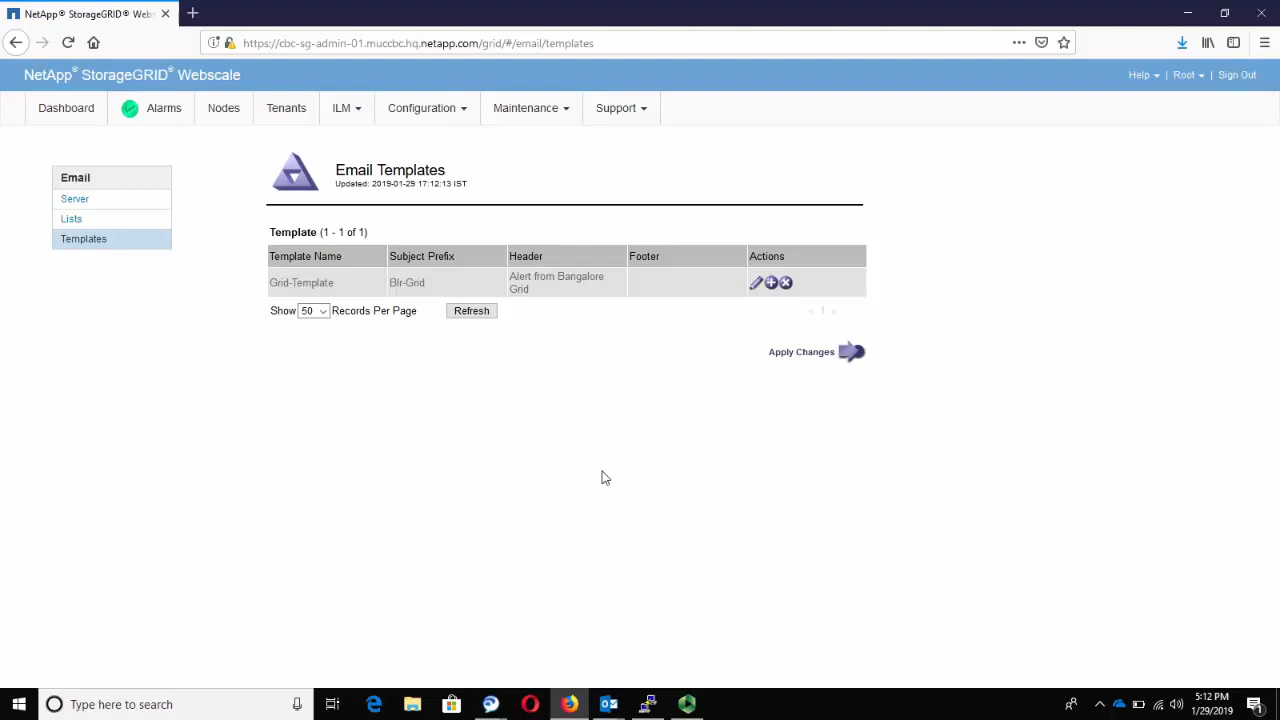 NetApp® StorageGRID® Webs
https://cbc-sg-admin-01.muccbc.hq.netapp.com/grid/#/email/templates
NetApp® StorageGRID® Webscale
Help | Root | Sign Out
Dashboard Alarms Nodes Tenants ILM Configuration Maintenance Support
Email
Server
Lists
Templates
Email Templates
Updated: 2019-01-29 17:12:13 IST
Template (1 - 1 of 1)
Template Name Subject Prefix Header Footer Actions
Grid-Template Blr-Grid Alert from Bangalore
Grid
Show 50 Records Per Page Refresh
1
Apply Changes
Type here to search
5:12 PM
1/29/2019
1